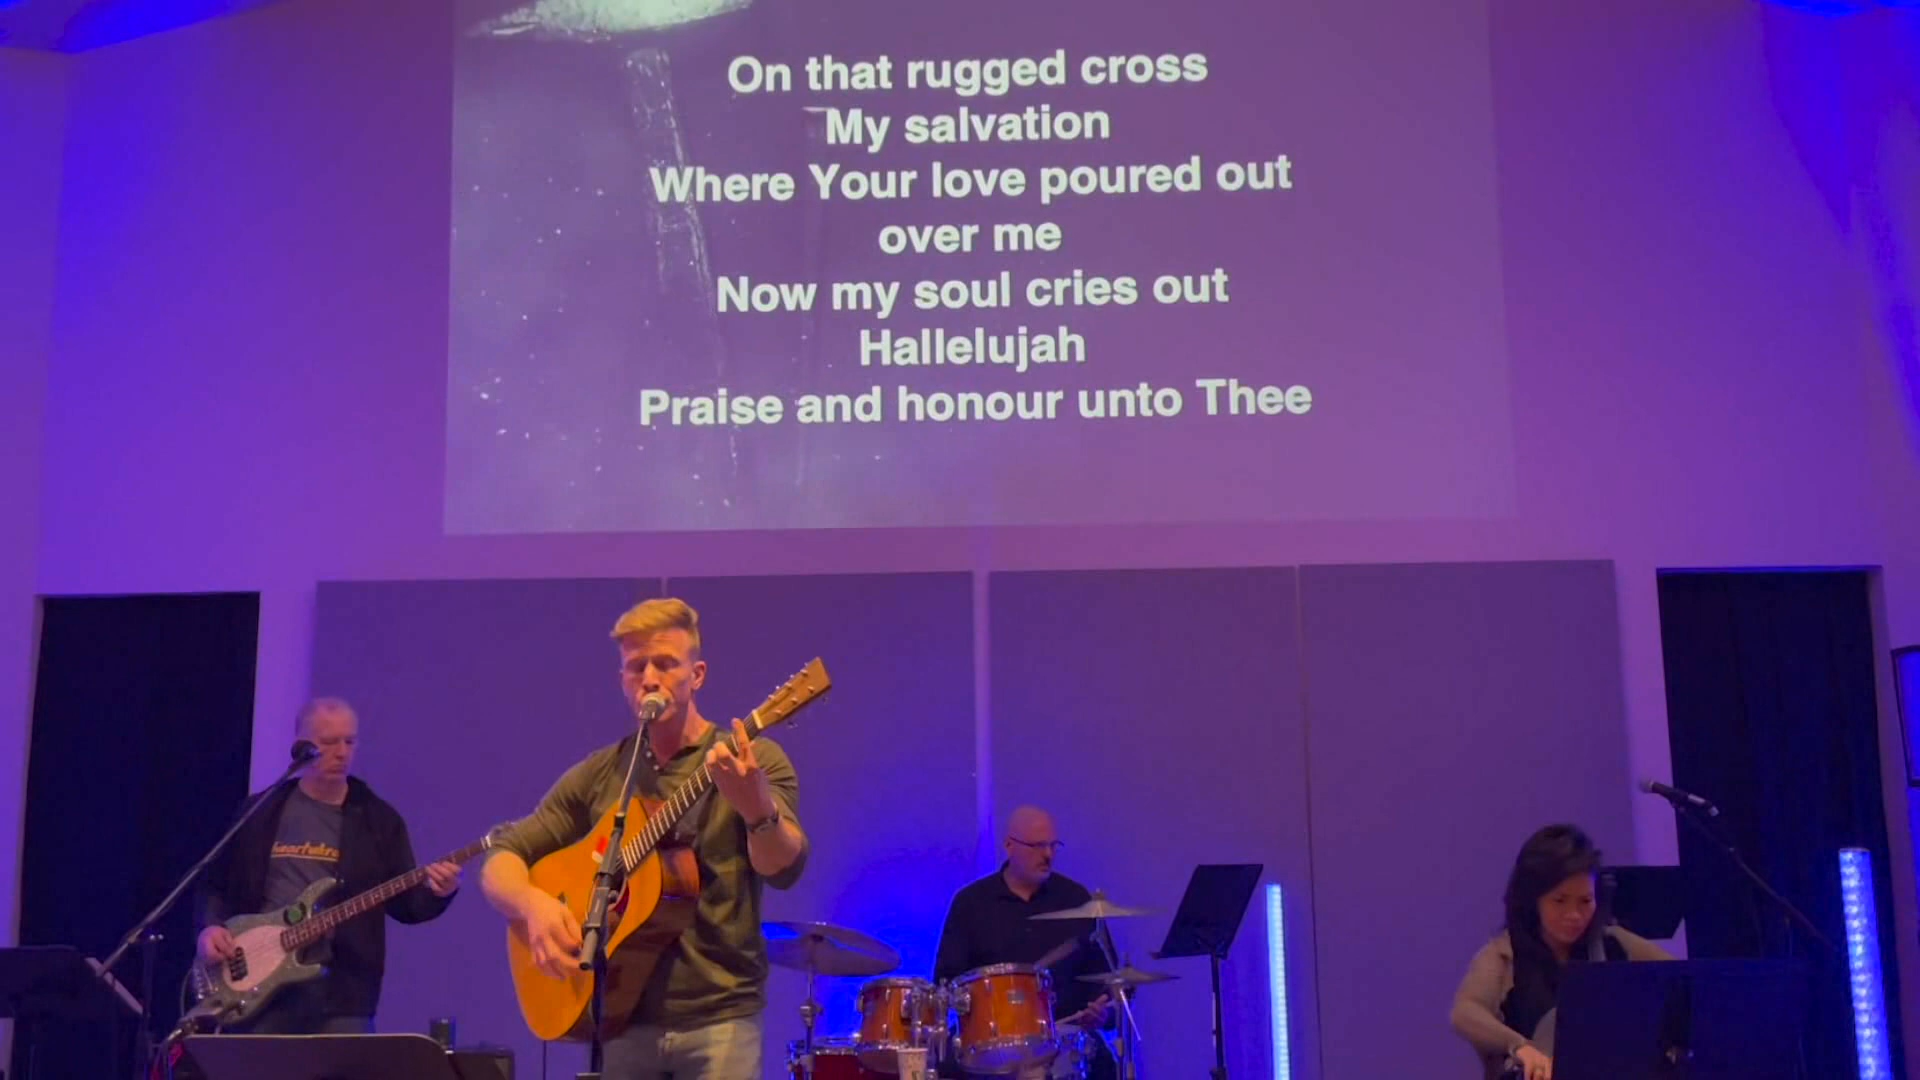 On that rugged cross
My salvation
Where Your love poured out
over me
Now my soul cries out
Hallelujah
Praise and honour unto Thee